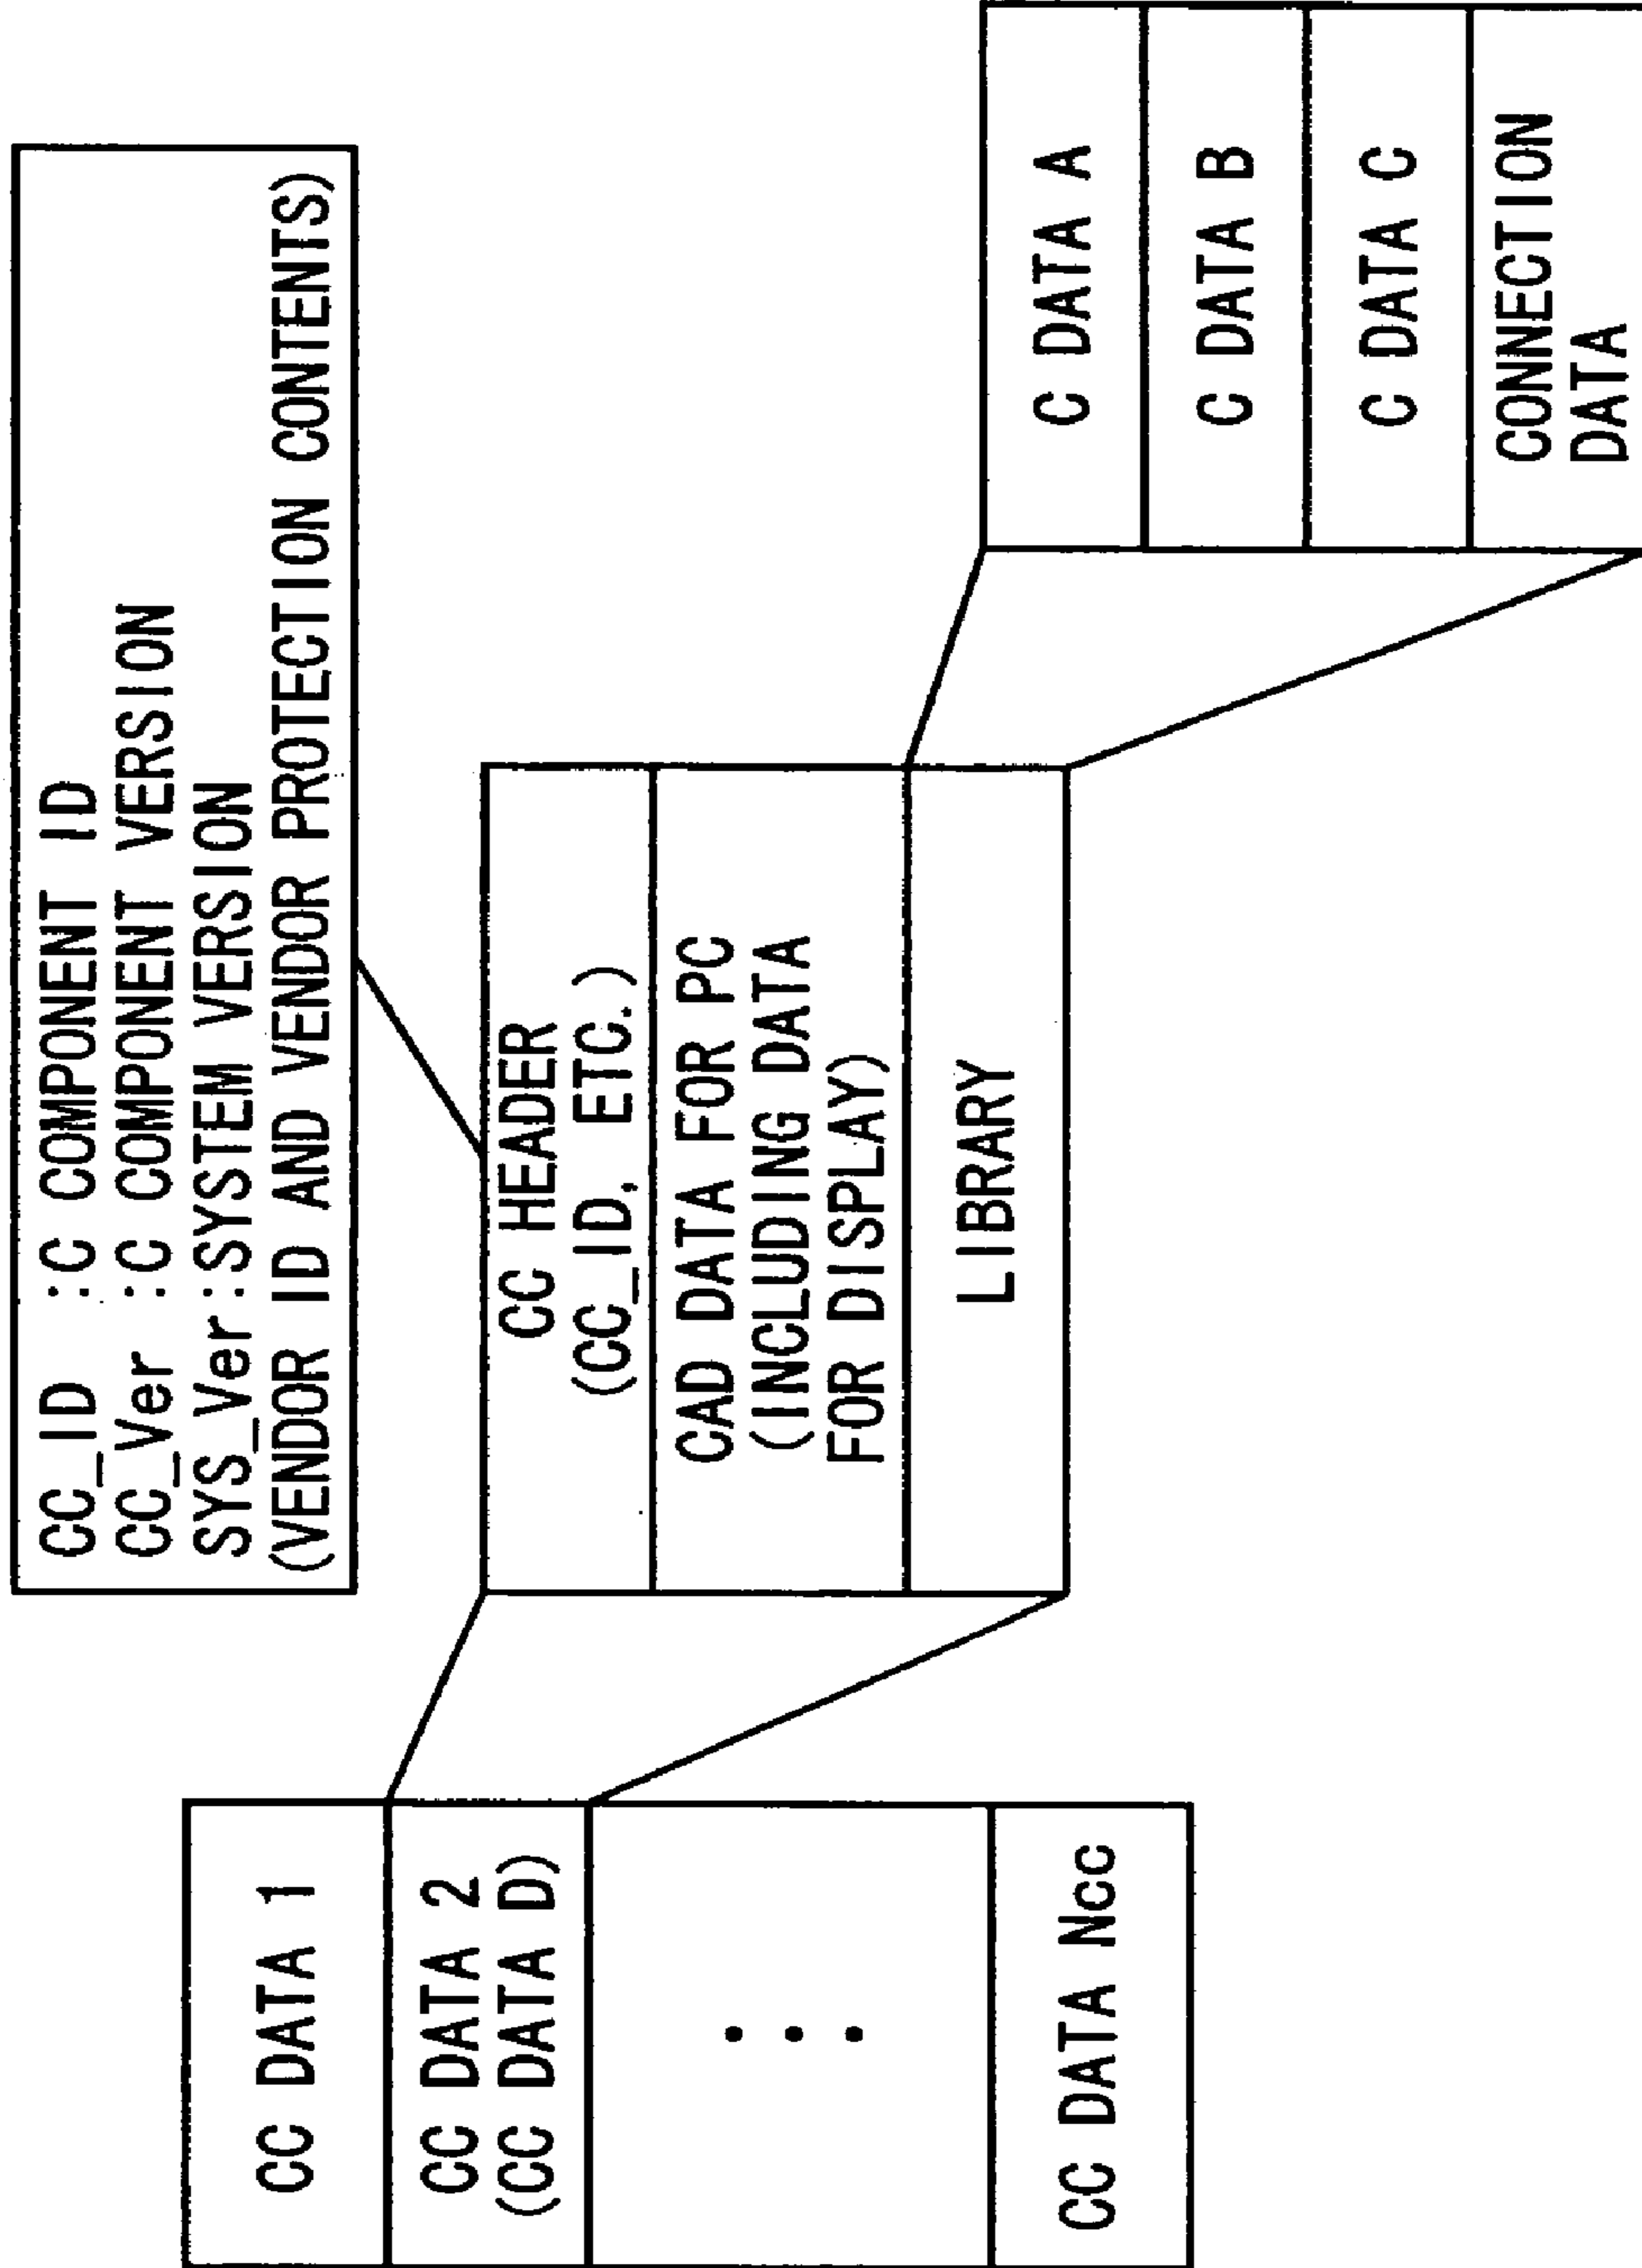 CC_ID :C COMPONENT ID
CC_Ver :C COMPONENT VERSION
SYS_Ver:SYSTEM VERSION
(VENDOR ID AND VENDOR PROTECTION CONTENTS)
CC DATA 1
CC DATA 2
(CC DATA D)
...
CC DATA Ncc
CC HEADER
(CC_ID, ETC.)
CAD DATA FOR PC
(INCLUDING DATA
FOR DISPLAY)
LIBRARY
C DATA A
C DATA B
C DATA C
CONNECTION
DATA